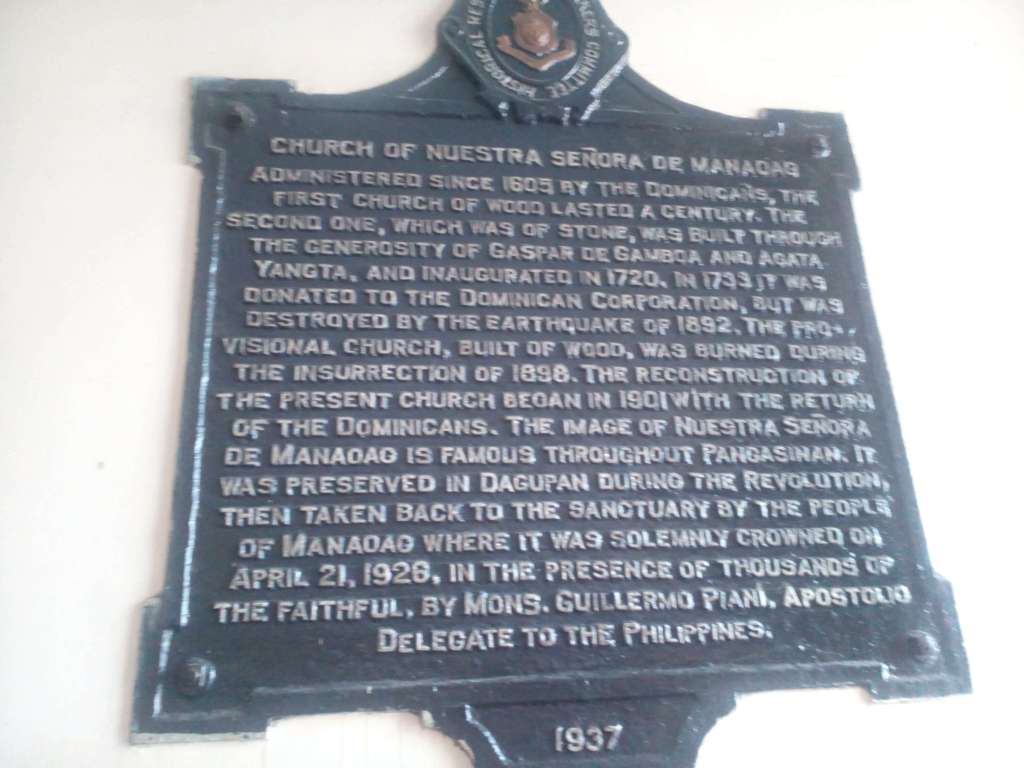 HISTORICAL RES
KERS COMMITTEE
CHURCH OF NUESTRA SEÑORA DE MANAOAG
ADMINISTERED SINCE 1605 BY THE DOMINICANS, THE
FIRST CHURCH OF WOOD LASTED A CENTURY. THE
SECOND ONE, WHICH WAS OF STONE, WAS BUILT THROUGH
THE GENEROSITY OF GASPAR DE GAMBOA AND AGATA
YANGTA, AND INAUGURATED IN 1720. IN 1733 IT WAS
DONATED TO THE DOMINICAN CORPORATION, BUT WAS
DESTROYED BY THE EARTHQUAKE OF 1892. THE PRO-
VISIONAL CHURCH, BUILT OF WOOD, WAS BURNED DURING
THE INSURRECTION OF 1898. THE RECONSTRUCTION OF
THE PRESENT CHURCH BEGAN IN 1901 WITH THE RETURN
OF THE DOMINICANS. THE IMAGE OF NUESTRA SEÑORA
DE MANAOAG IS FAMOUS THROUGHOUT PANGASINAN. IT
WAS PRESERVED IN DAGUPAN DURING THE REVOLUTION,
THEN TAKEN BACK TO THE SANCTUARY BY THE PEOPLE
OF MANAOAG WHERE IT WAS SOLEMNLY CROWNED ON
APRIL 21, 1926, IN THE PRESENCE OF THOUSANDS OF
THE FAITHFUL, BY MONS. GUILLERMO PIANI, APOSTOLIC
DELEGATE TO THE PHILIPPINES.
1937